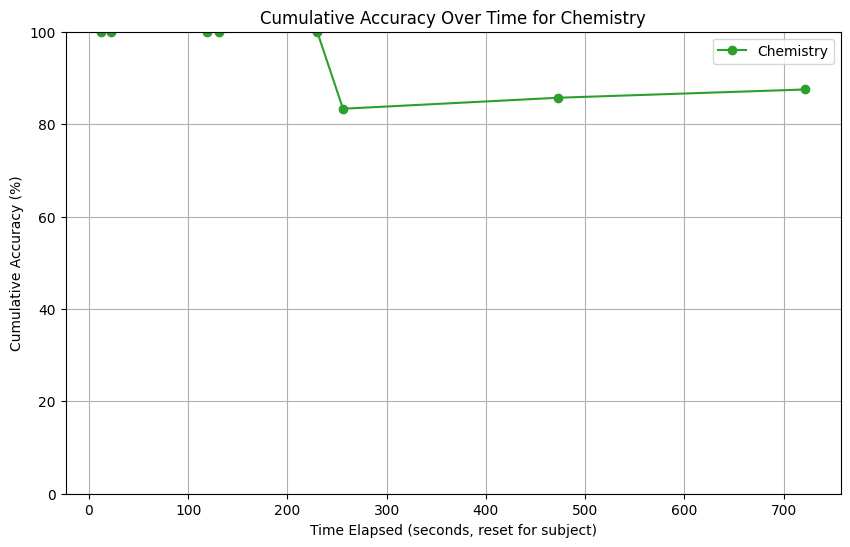 Cumulative Accuracy Over Time for Chemistry
100
80
60
40
20
0
Cumulative Accuracy (%)
Chemistry
0 100 200 300 400 500 600 700
Time Elapsed (seconds, reset for subject)